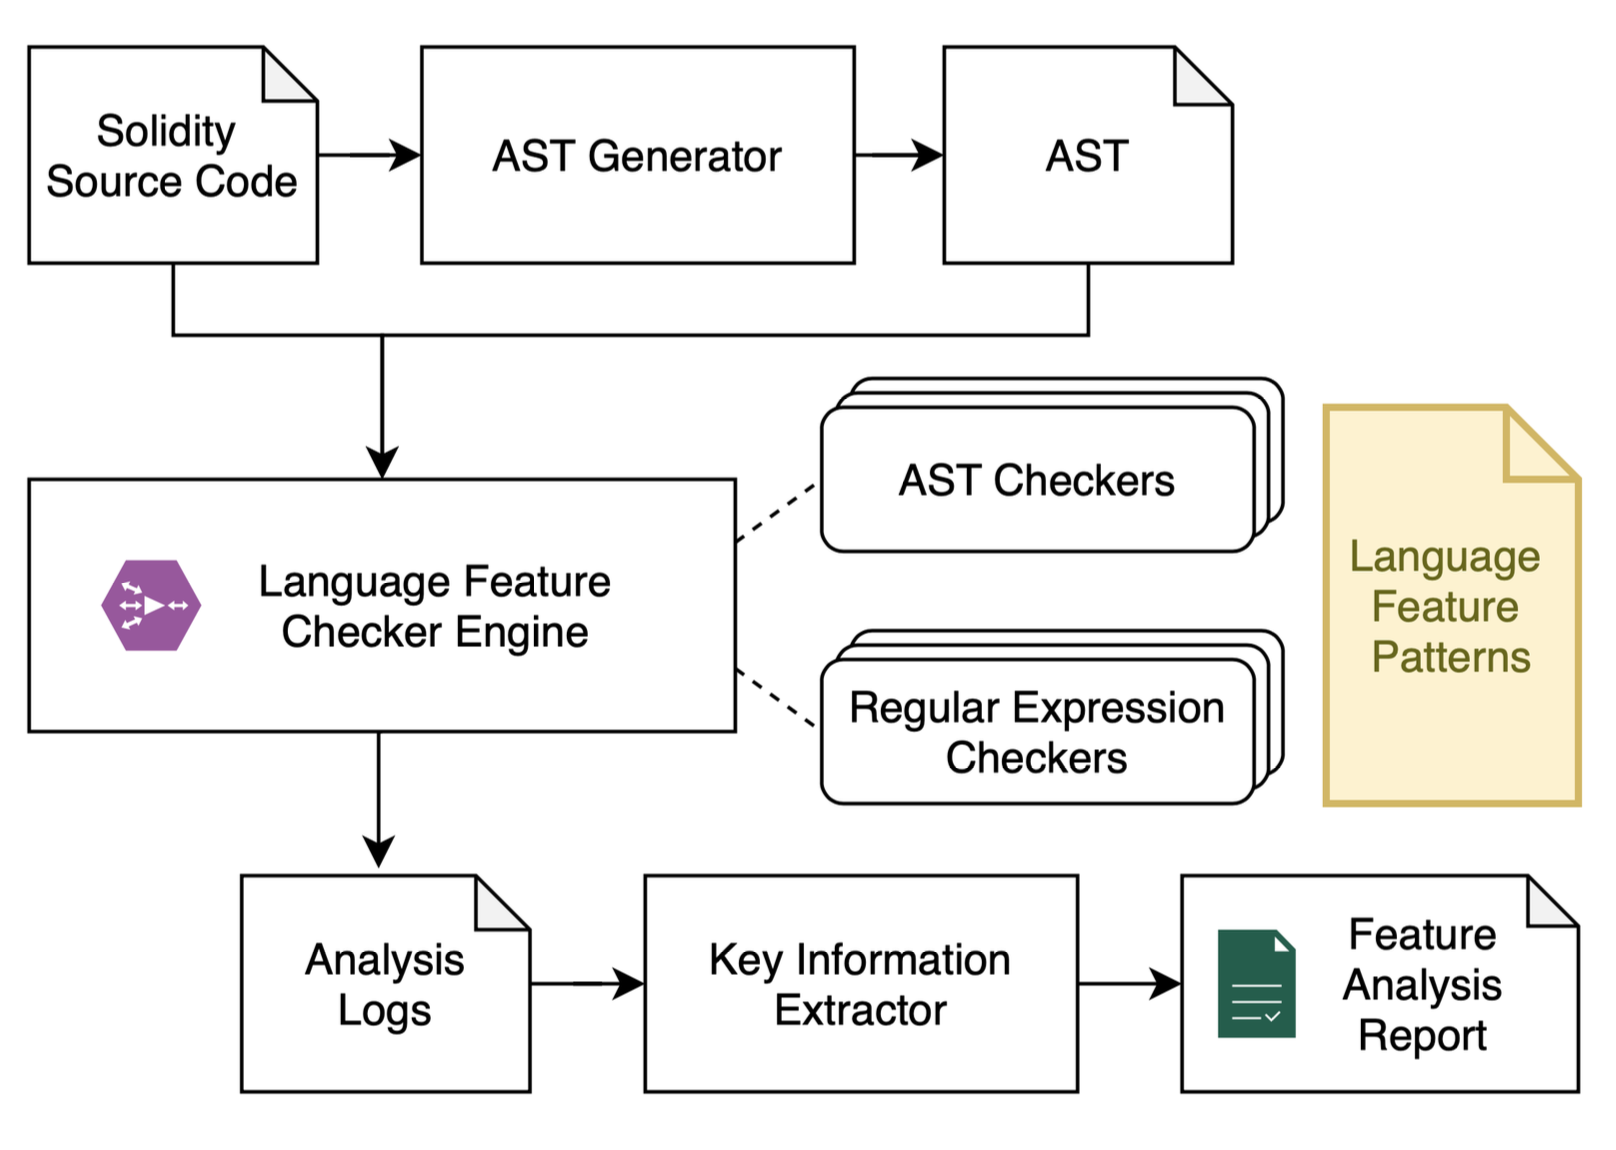 Solidity
Source Code
AST Generator
AST
AST Checkers
Language
Feature
Patterns
Language Feature
Checker Engine
Regular Expression
Checkers
Analysis
Logs
Key Information
Extractor
Feature
Analysis
Report